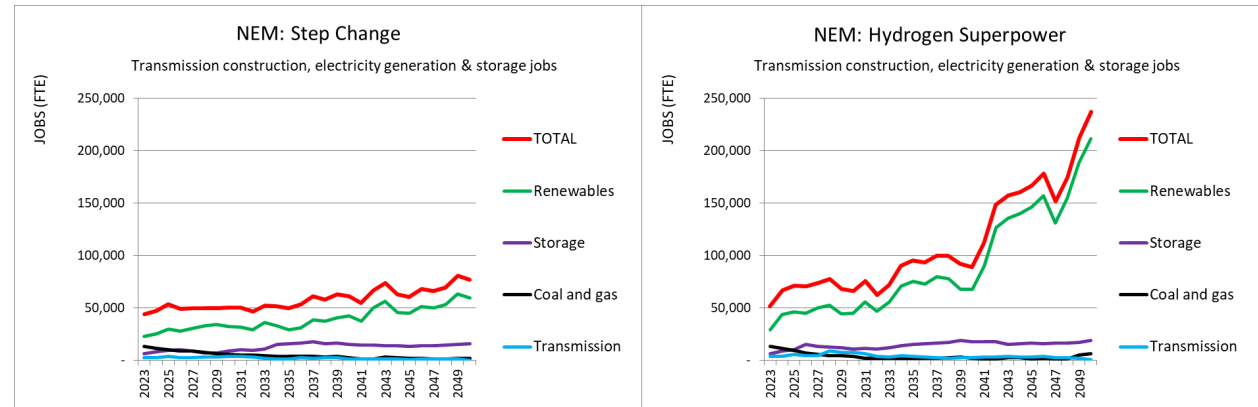 NEM: Step Change
Transmission construction, electricity generation & storage jobs
JOBS (FTE)
250,000
200,000
150,000
100,000
50,000
-
2023
2025
2027
2029
2031
2033
2035
2037
2039
2041
2043
2045
2047
2049
TOTAL
Renewables
Storage
Coal and gas
Transmission
NEM: Hydrogen Superpower
Transmission construction, electricity generation & storage jobs
JOBS (FTE)
250,000
200,000
150,000
100,000
50,000
-
2023
2025
2027
2029
2031
2033
2035
2037
2039
2041
2043
2045
2047
2049
TOTAL
Renewables
Storage
Coal and gas
Transmission